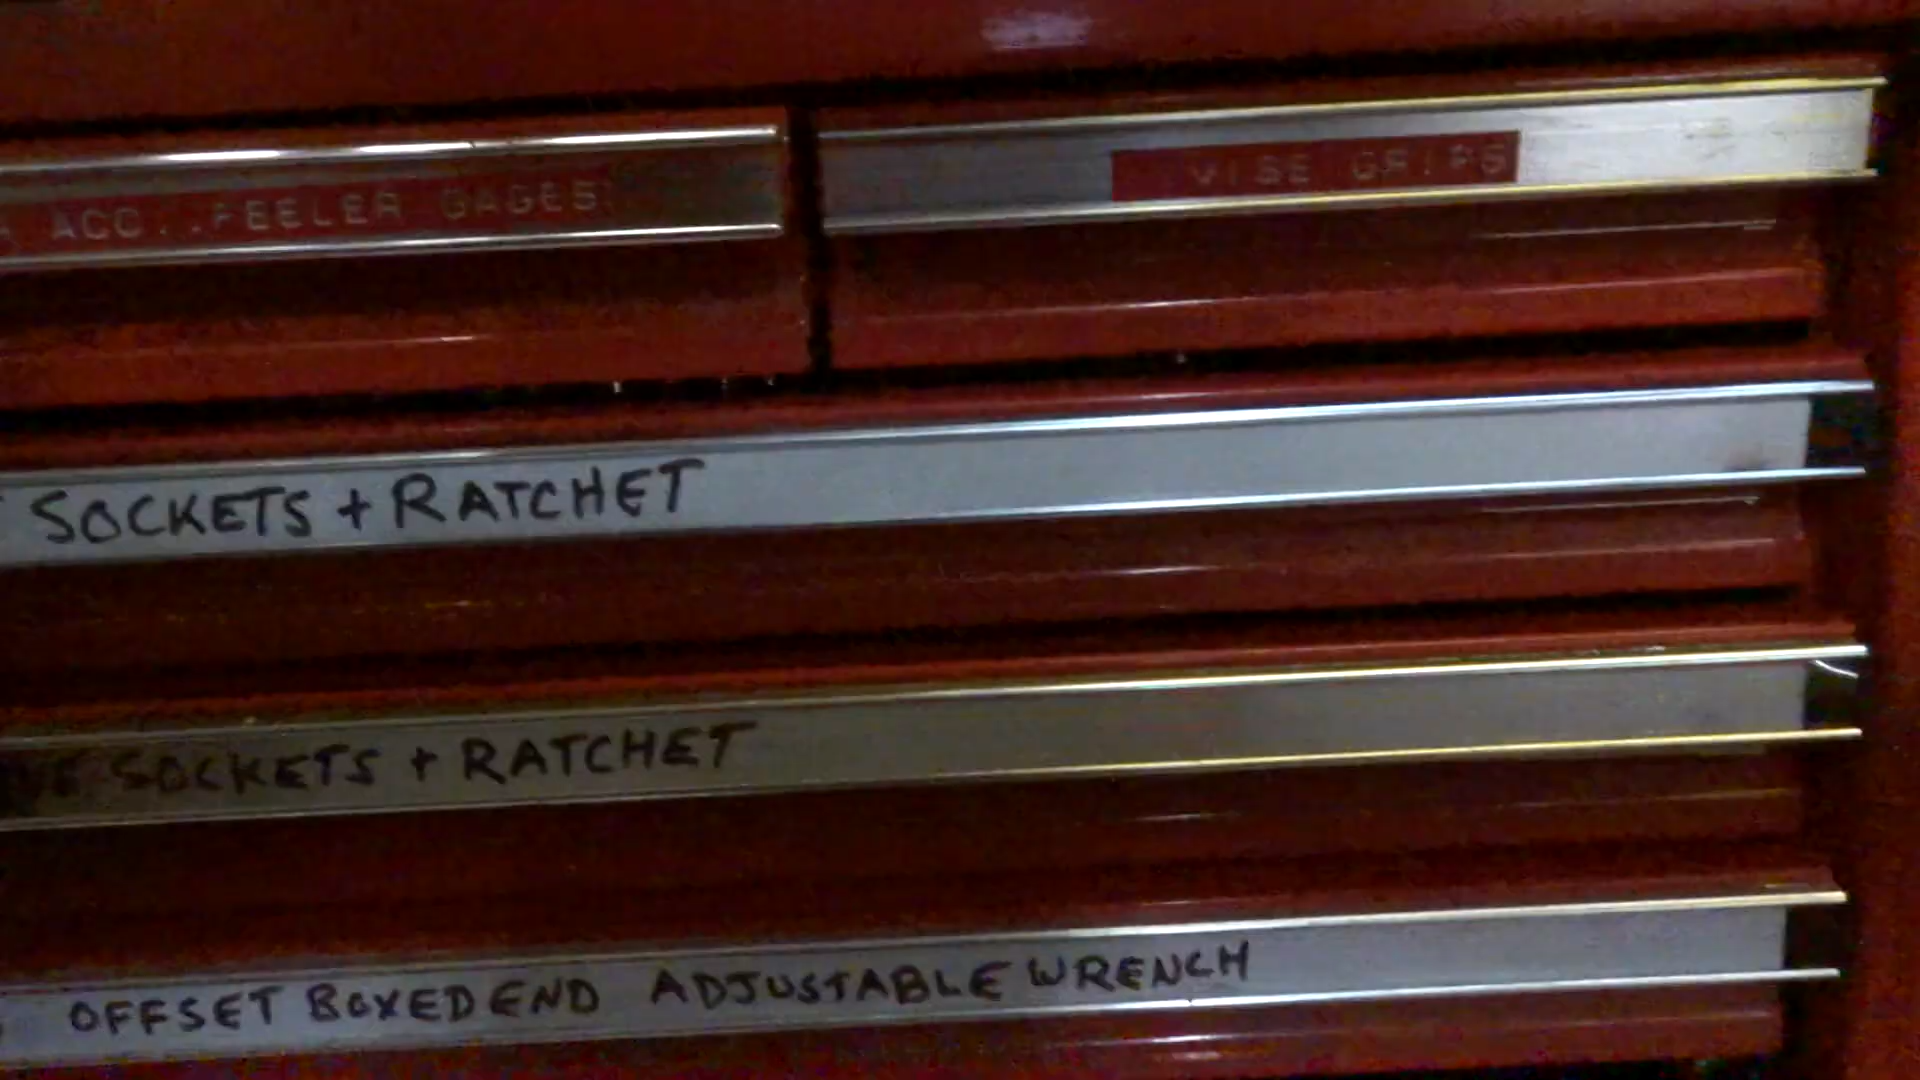 ACC...FEELER GAGES
VISE GRIPS
SOCKETS + RATCHET
SOCKETS + RATCHET
OFFSET BOXED END ADJUSTABLE WRENCH